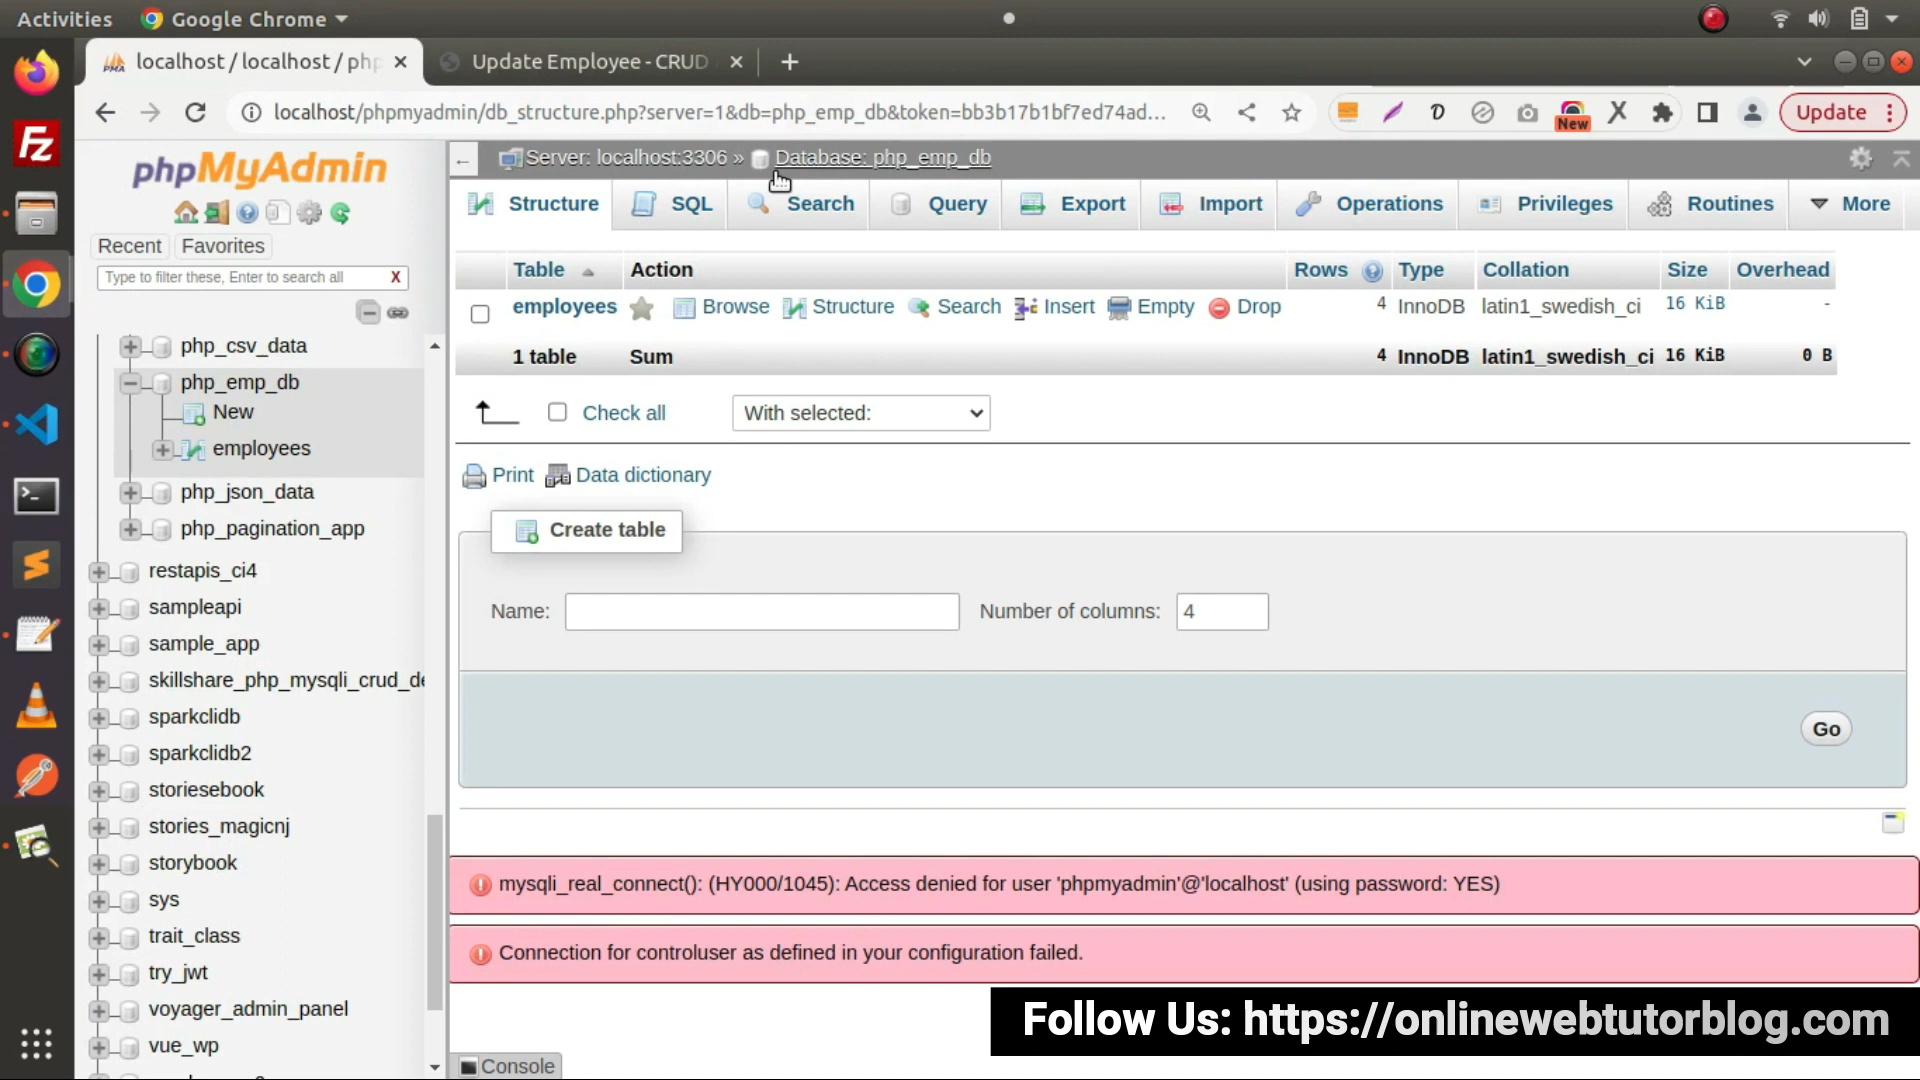 Activities Google Chrome
localhost / localhost / php
Update Employee - CRUD
localhost/phpmyadmin/db_structure.php?server=1&db=php_emp_db&token=bb3b17b1bf7ed74ad...
New
Update
phpMyAdmin
Recent Favorites
Type to filter these, Enter to search all X
php_csv_data
php_emp_db
New
employees
php_json_data
php_pagination_app
restapis_ci4
sampleapi
sample_app
skillshare_php_mysqli_crud_de
sparkclidb
sparkclidb2
storiesebook
stories_magicnj
storybook
sys
trait_class
try_jwt
voyager_admin_panel
vue_wp
Server: localhost:3306 » Database: php_emp_db
Structure SQL Search Query Export Import Operations Privileges Routines More
Table Action Rows Type Collation Size Overhead
employees Browse Structure Search Insert Empty Drop 4 InnoDB latin1_swedish_ci 16 KiB -
1 table Sum 4 InnoDB latin1_swedish_ci 16 KiB 0 B
Check all With selected:
Print Data dictionary
Create table
Name: Number of columns: 4
Go
mysqli_real_connect(): (HY000/1045): Access denied for user 'phpmyadmin'@'localhost' (using password: YES)
Connection for controluser as defined in your configuration failed.
Follow Us: https://onlinewebtutorblog.com
Console